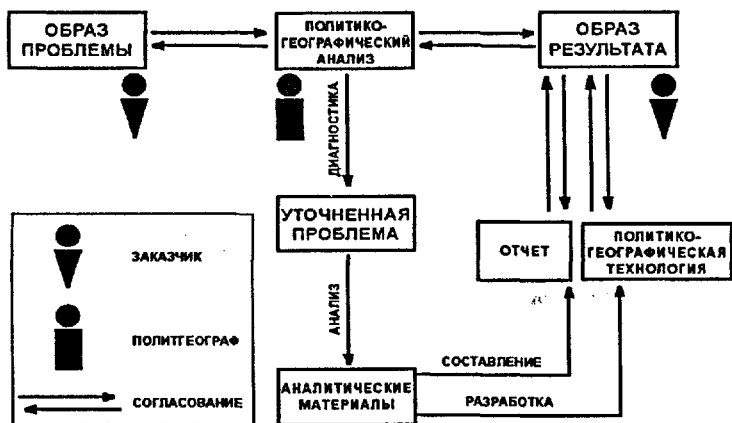 ОБРАЗ
ПРОБЛЕМЫ
ПОЛИТИКО-
ГЕОГРАФИЧЕСКИЙ
АНАЛИЗ
ОБРАЗ
РЕЗУЛЬТАТА
ДИАГНОСТИКА
УТОЧНЕННАЯ
ПРОБЛЕМА
ОТЧЕТ
ПОЛИТИКО-
ГЕОГРАФИЧЕСКАЯ
ТЕХНОЛОГИЯ
ЗАКАЗЧИК
ПОЛИТГЕОГРАФ
СОГЛАСОВАНИЕ
АНАЛИЗ
АНАЛИТИЧЕСКИЕ
МАТЕРИАЛЫ
СОСТАВЛЕНИЕ
РАЗРАБОТКА